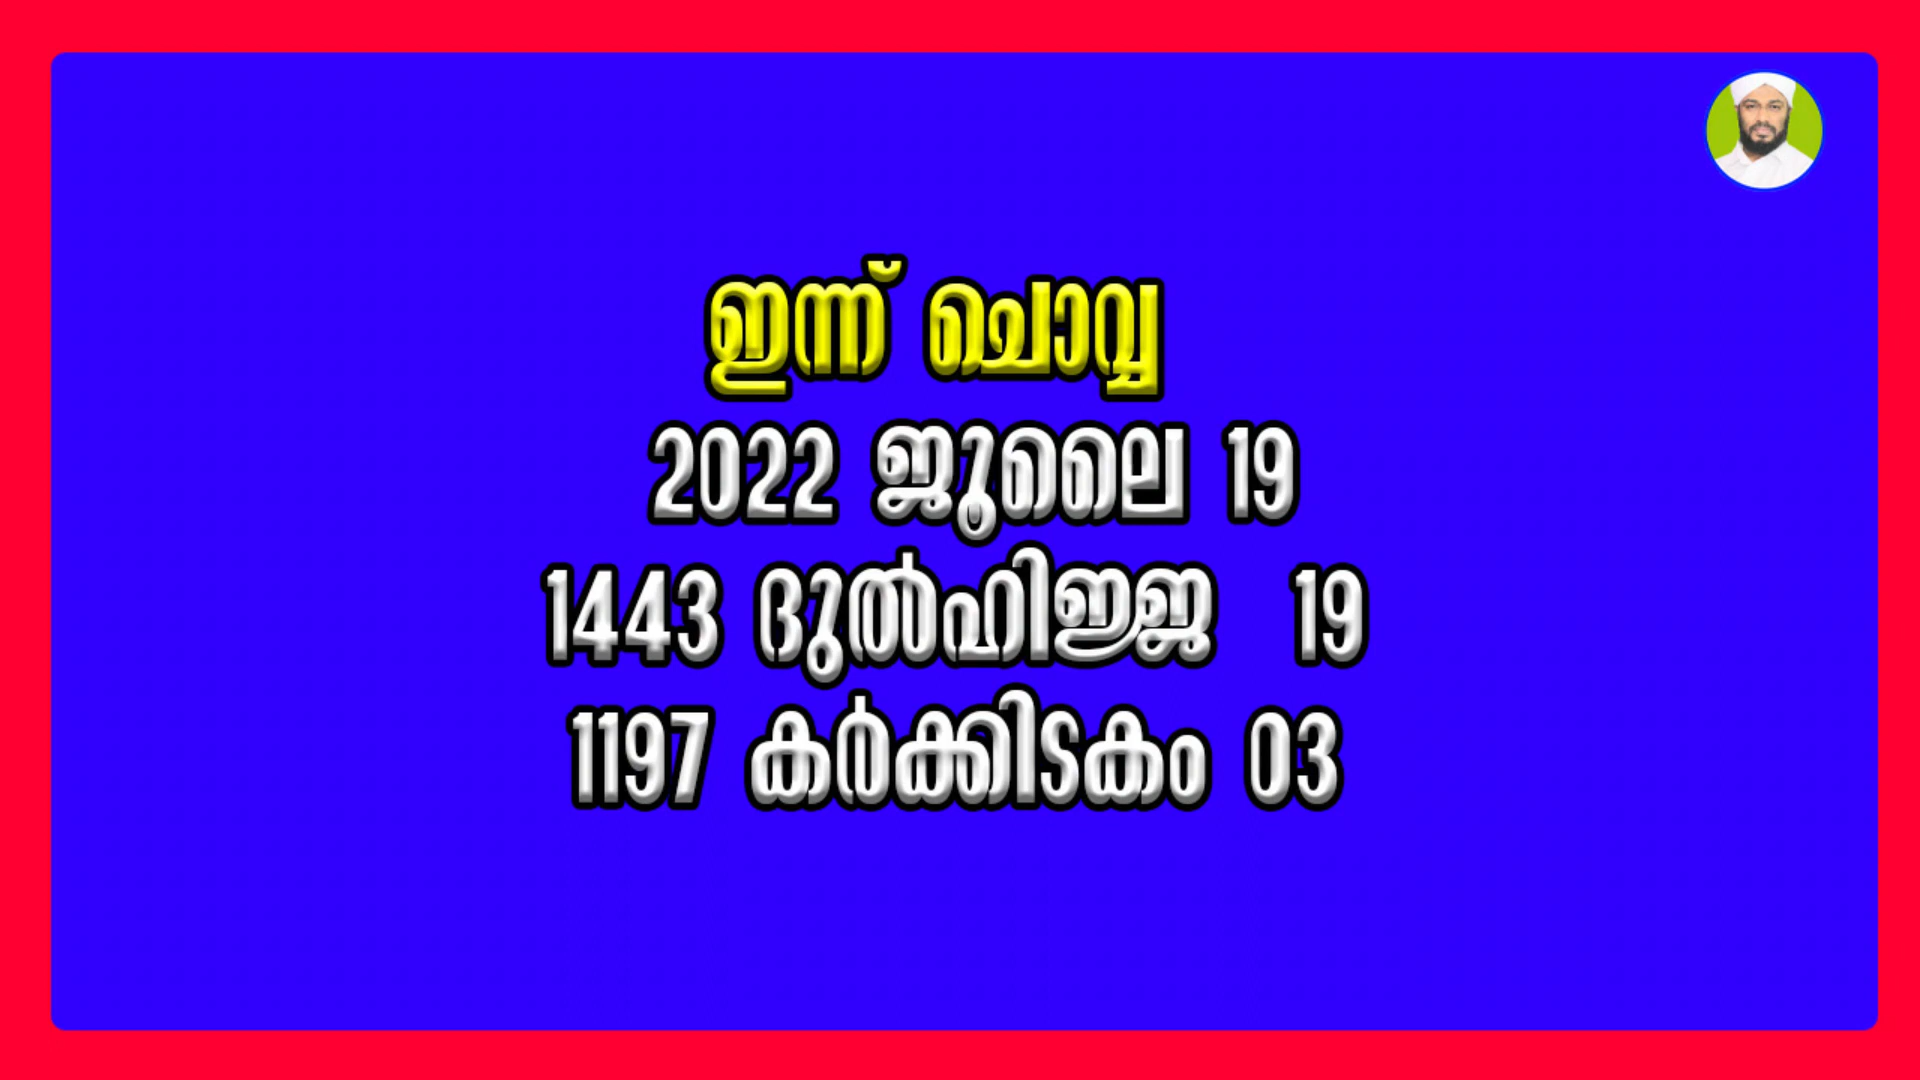 ഇന്ന് ചൊവ്വ
2022 ജൂലൈ 19
1443 ദുൽഹിജ്ജ 19
1197 കർക്കിടകം 03